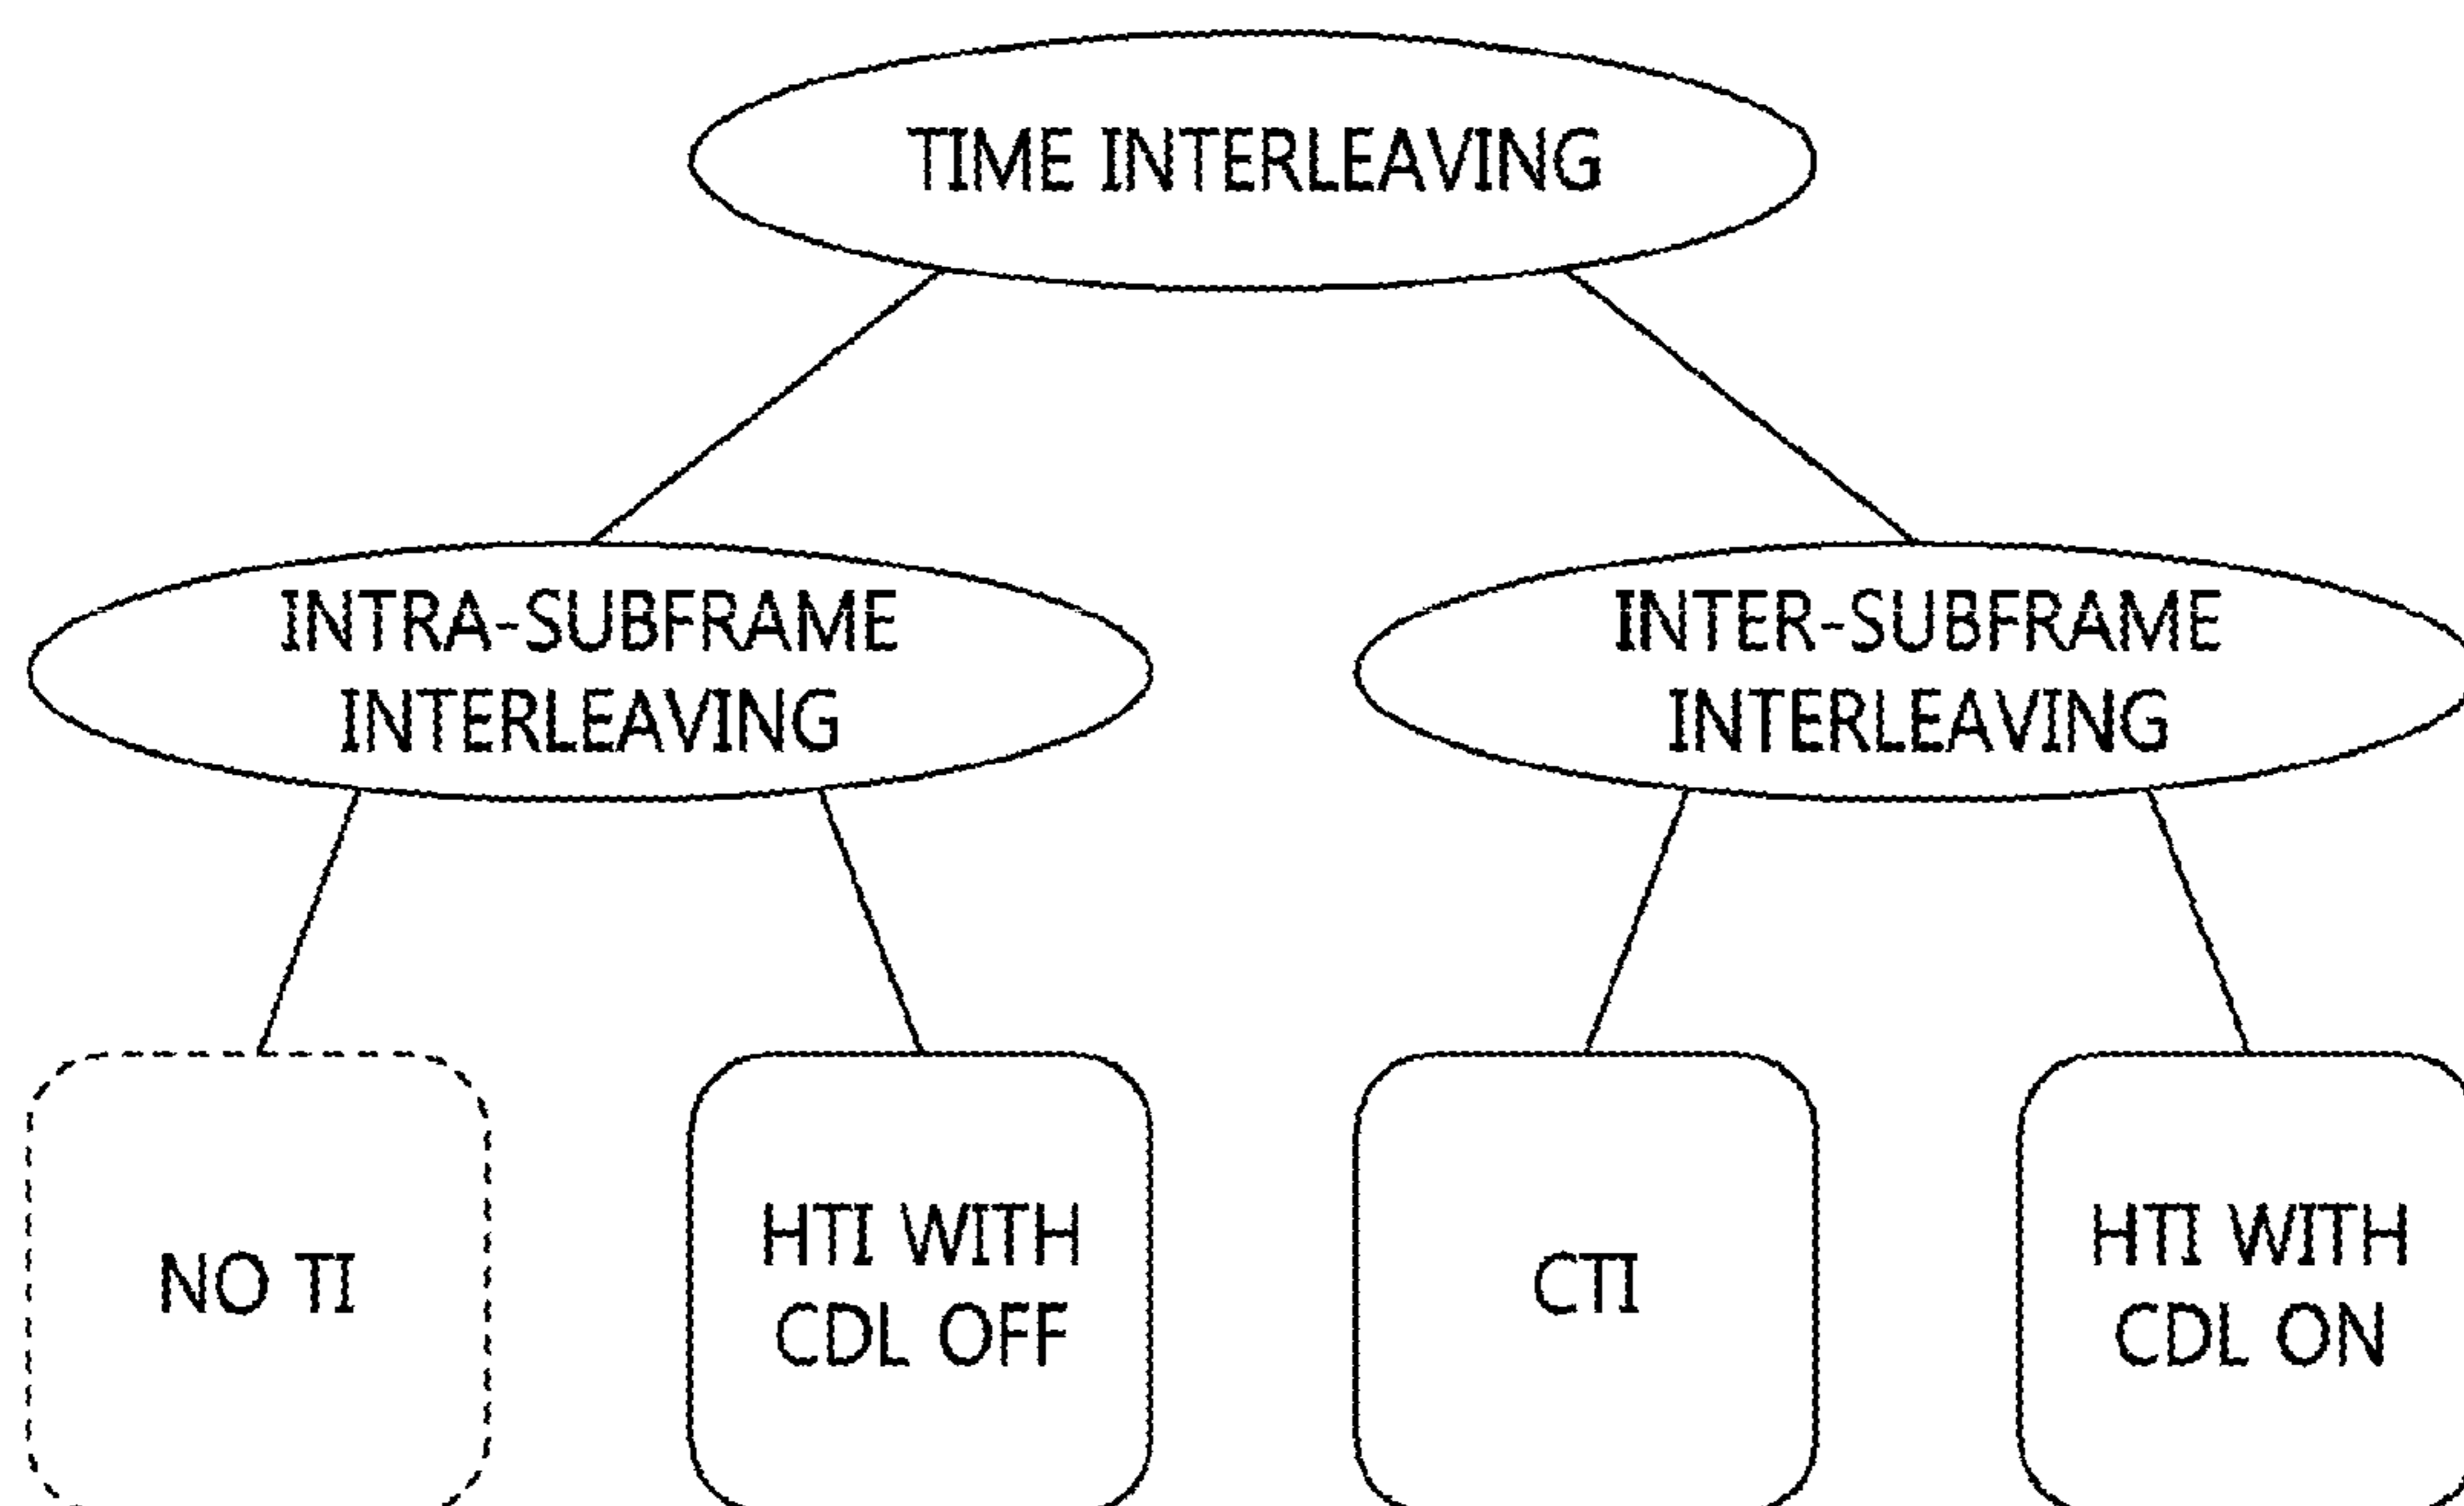 TIME INTERLEAVING
INTRA-SUBFRAME
INTERLEAVING
INTER-SUBFRAME
INTERLEAVING
NO TI
HTI WITH
CDL OFF
CTI
HTI WITH
CDL ON